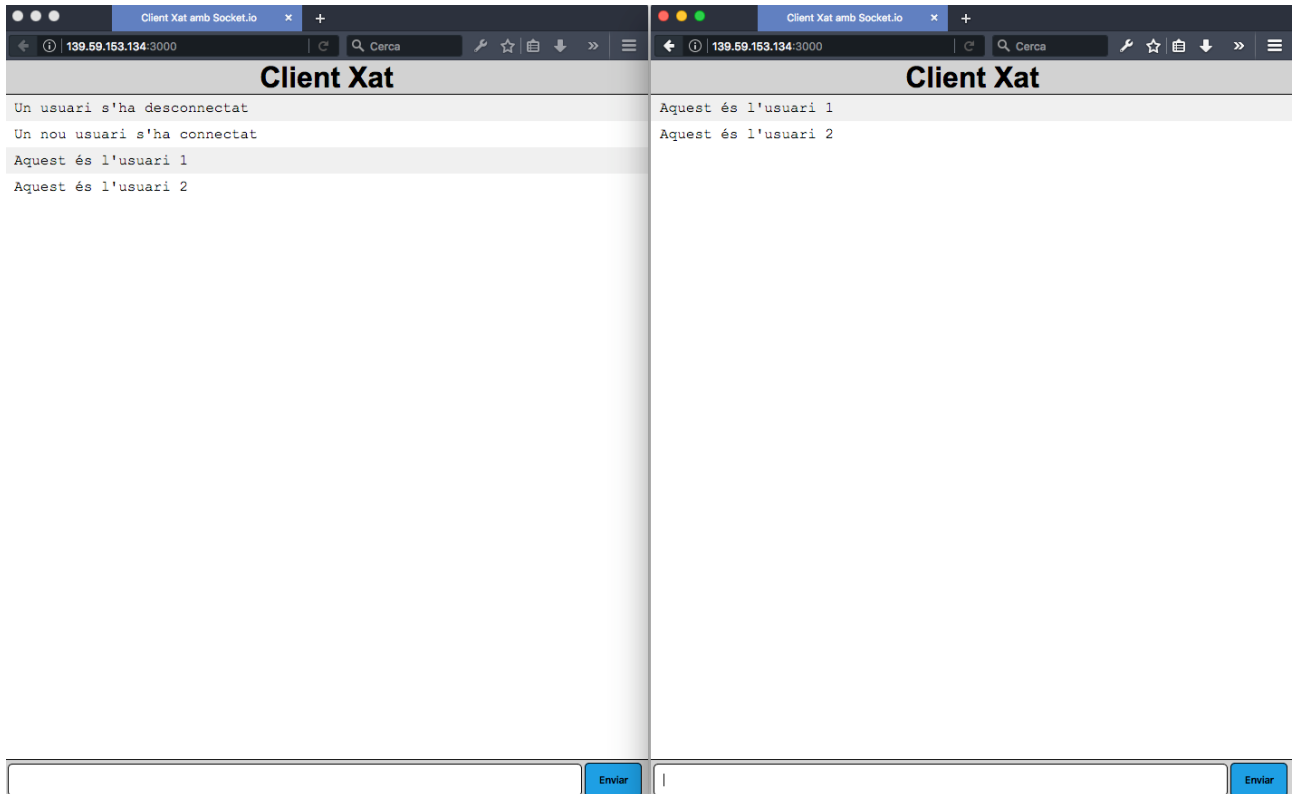 Client Xat amb Socket.io × +
139.59.153.134:3000 Cerca
Client Xat
Un usuari s'ha desconnectat
Un nou usuari s'ha connectat
Aquest és l'usuari 1
Aquest és l'usuari 2
Enviar
Client Xat amb Socket.io × +
139.59.153.134:3000 Cerca
Client Xat
Aquest és l'usuari 1
Aquest és l'usuari 2
Enviar